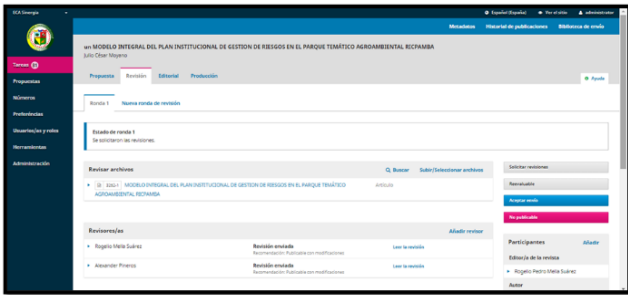 ECA Sinergia
Español (España)
Ver el sitio
administrator
Metadatos
Historial de publicaciones
Biblioteca de envío
un MODELO INTEGRAL DEL PLAN INSTITUCIONAL DE GESTION DE RIESGOS EN EL PARQUE TEMÁTICO AGROAMBIENTAL RICPAMBA
Julio César Moyano
Tareas
Propuestas
Números
Preferencias
Usuarios/as y roles
Herramientas
Administración
Propuesta
Revisión
Editorial
Producción
Ayuda
Ronda 1
Nueva ronda de revisión
Estado de ronda 1
Se solicitaron las revisiones.
Revisar archivos
Buscar
Subir/Seleccionar archivos
MODELO INTEGRAL DEL PLAN INSTITUCIONAL DE GESTION DE RIESGOS EN EL PARQUE TEMÁTICO
AGROAMBIENTAL RICPAMBA
Artículo
Revisores/as
Añadir revisor
Rogelio Mella Suárez
Revisión enviada
Recomendación: Publicable con modificaciones
Leer la revisión
Alexander Pineros
Revisión enviada
Recomendación: Publicable con modificaciones
Leer la revisión
Solicitar revisiones
Reevaluable
Aceptar envío
No publicable
Participantes
Añadir
Editor/a de la revista
Rogelio Pedro Mella Suárez
Autor